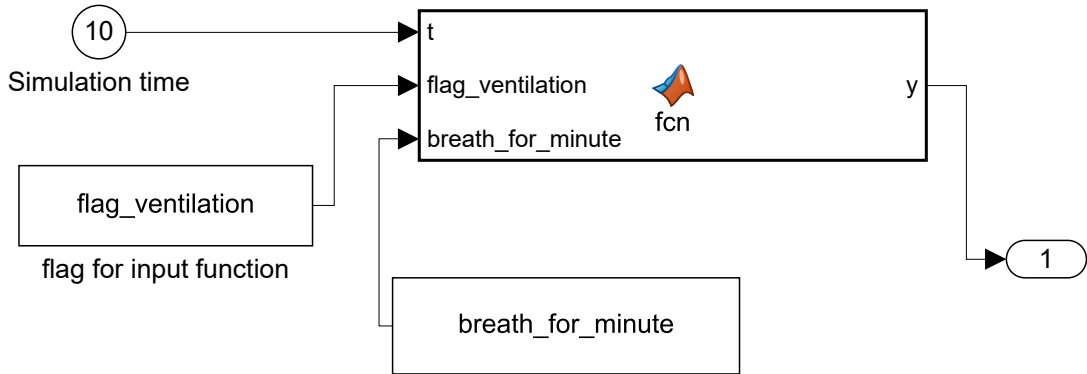 10
Simulation time
t
flag_ventilation
breath_for_minute
fcn
y
flag_ventilation
flag for input function
1
breath_for_minute